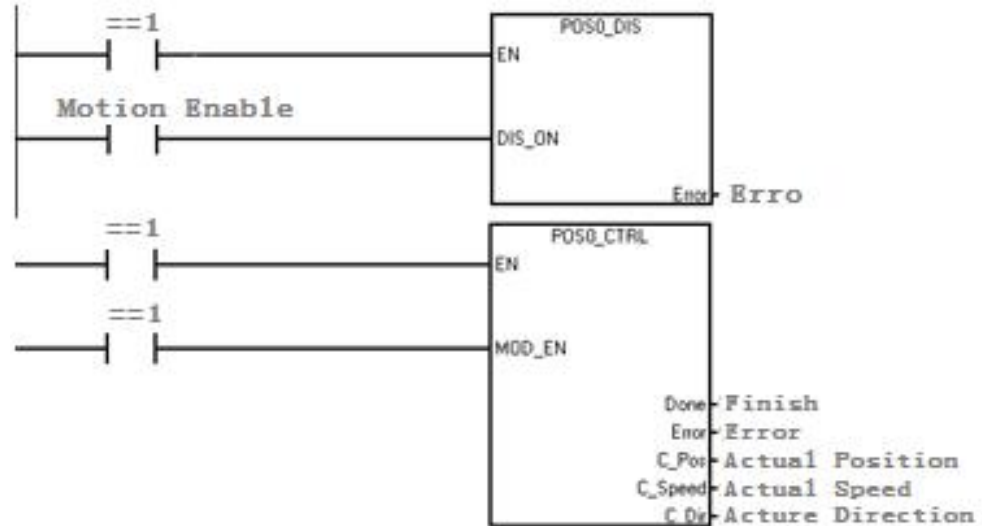 ==1
POS0_DIS
EN
Motion Enable
DIS_ON
Error Erro
==1
POS0_CTRL
EN
==1
MOD_EN
Done Finish
Error Error
C_Pos Actual Position
C_Speed Actual Speed
C_Dir Acture Direction